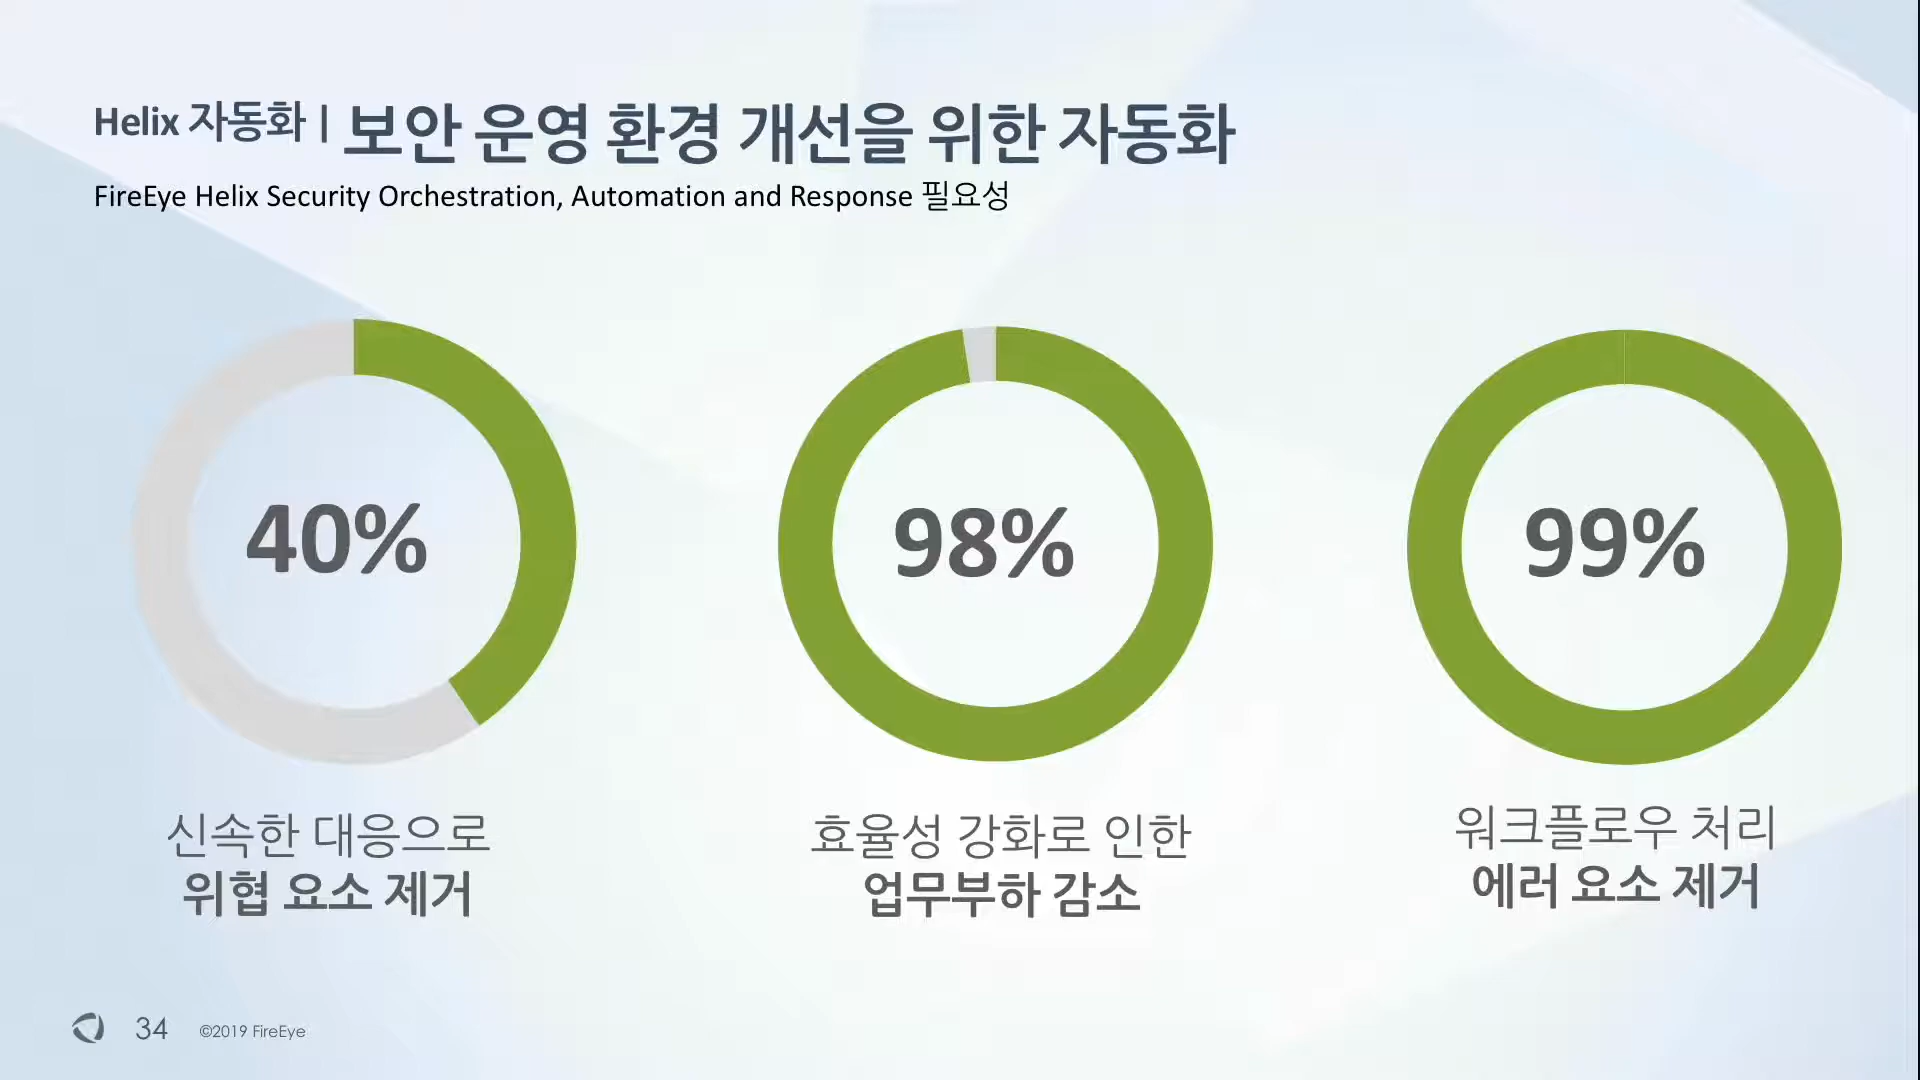 Helix 자동화 | 보안 운영 환경 개선을 위한 자동화
FireEye Helix Security Orchestration, Automation and Response 필요성
40%
98%
99%
신속한 대응으로
위협 요소 제거
효율성 강화로 인한
업무부하 감소
워크플로우 처리
에러 요소 제거
34 ©2019 FireEye